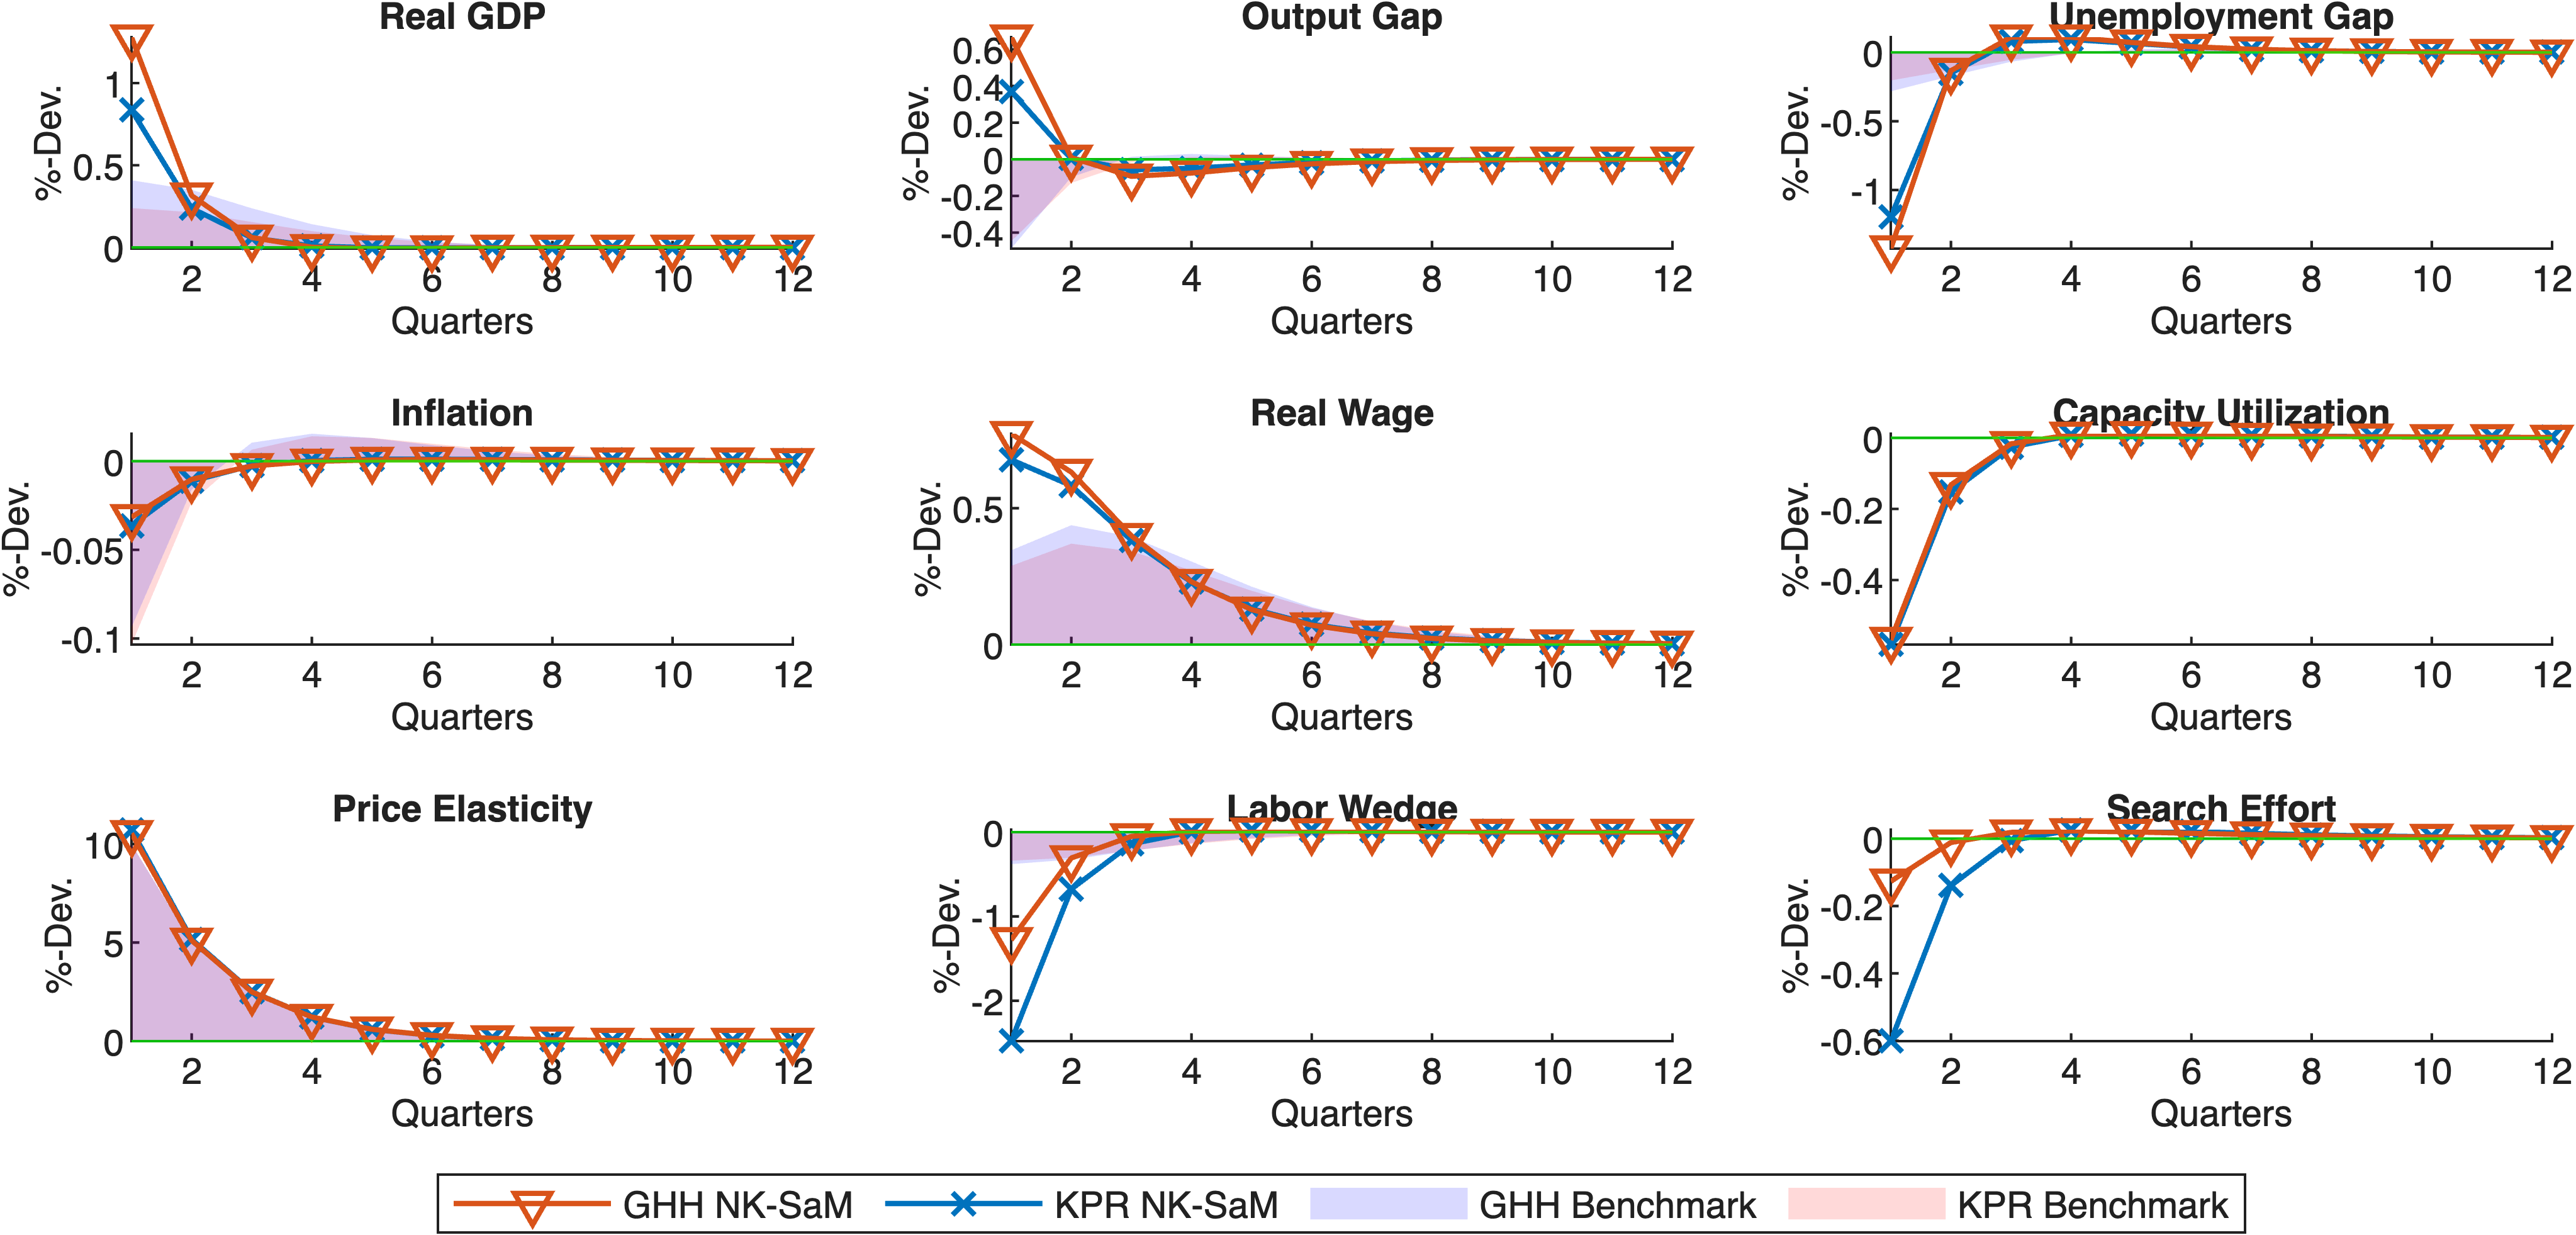 Real GDP
%-Dev.
1
0.5
0
2 4 6 8 10 12
Quarters
Output Gap
%-Dev.
0.6
0.4
0.2
0
-0.2
-0.4
2 4 6 8 10 12
Quarters
Unemployment Gap
%-Dev.
0
-0.5
-1
2 4 6 8 10 12
Quarters
Inflation
%-Dev.
0
-0.05
-0.1
2 4 6 8 10 12
Quarters
Real Wage
%-Dev.
0.5
0
2 4 6 8 10 12
Quarters
Capacity Utilization
%-Dev.
0
-0.2
-0.4
2 4 6 8 10 12
Quarters
Price Elasticity
%-Dev.
10
5
0
2 4 6 8 10 12
Quarters
Labor Wedge
%-Dev.
0
-1
-2
2 4 6 8 10 12
Quarters
Search Effort
%-Dev.
0
-0.2
-0.4
-0.6
2 4 6 8 10 12
Quarters
GHH NK-SaM KPR NK-SaM GHH Benchmark KPR Benchmark